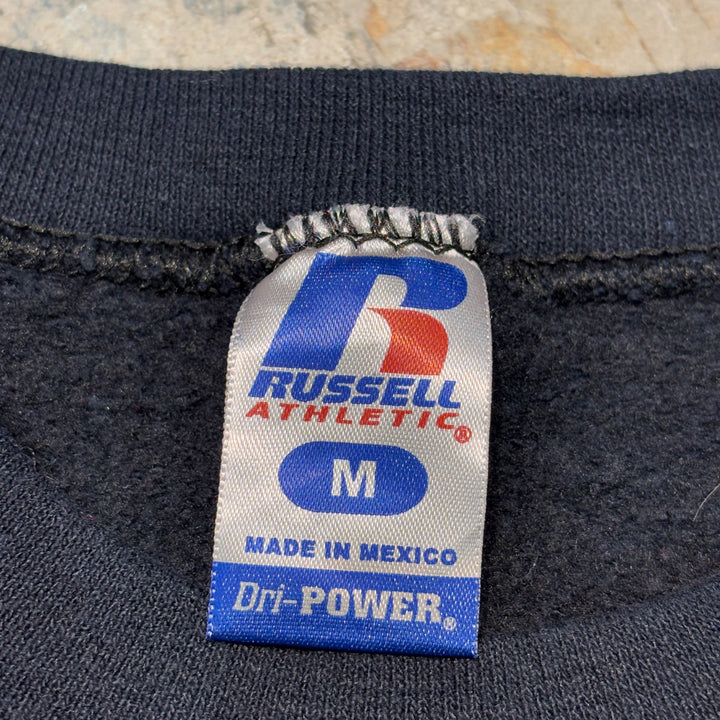 RUSSELL
ATHLETIC®
M
MADE IN MEXICO
Dri-POWER®